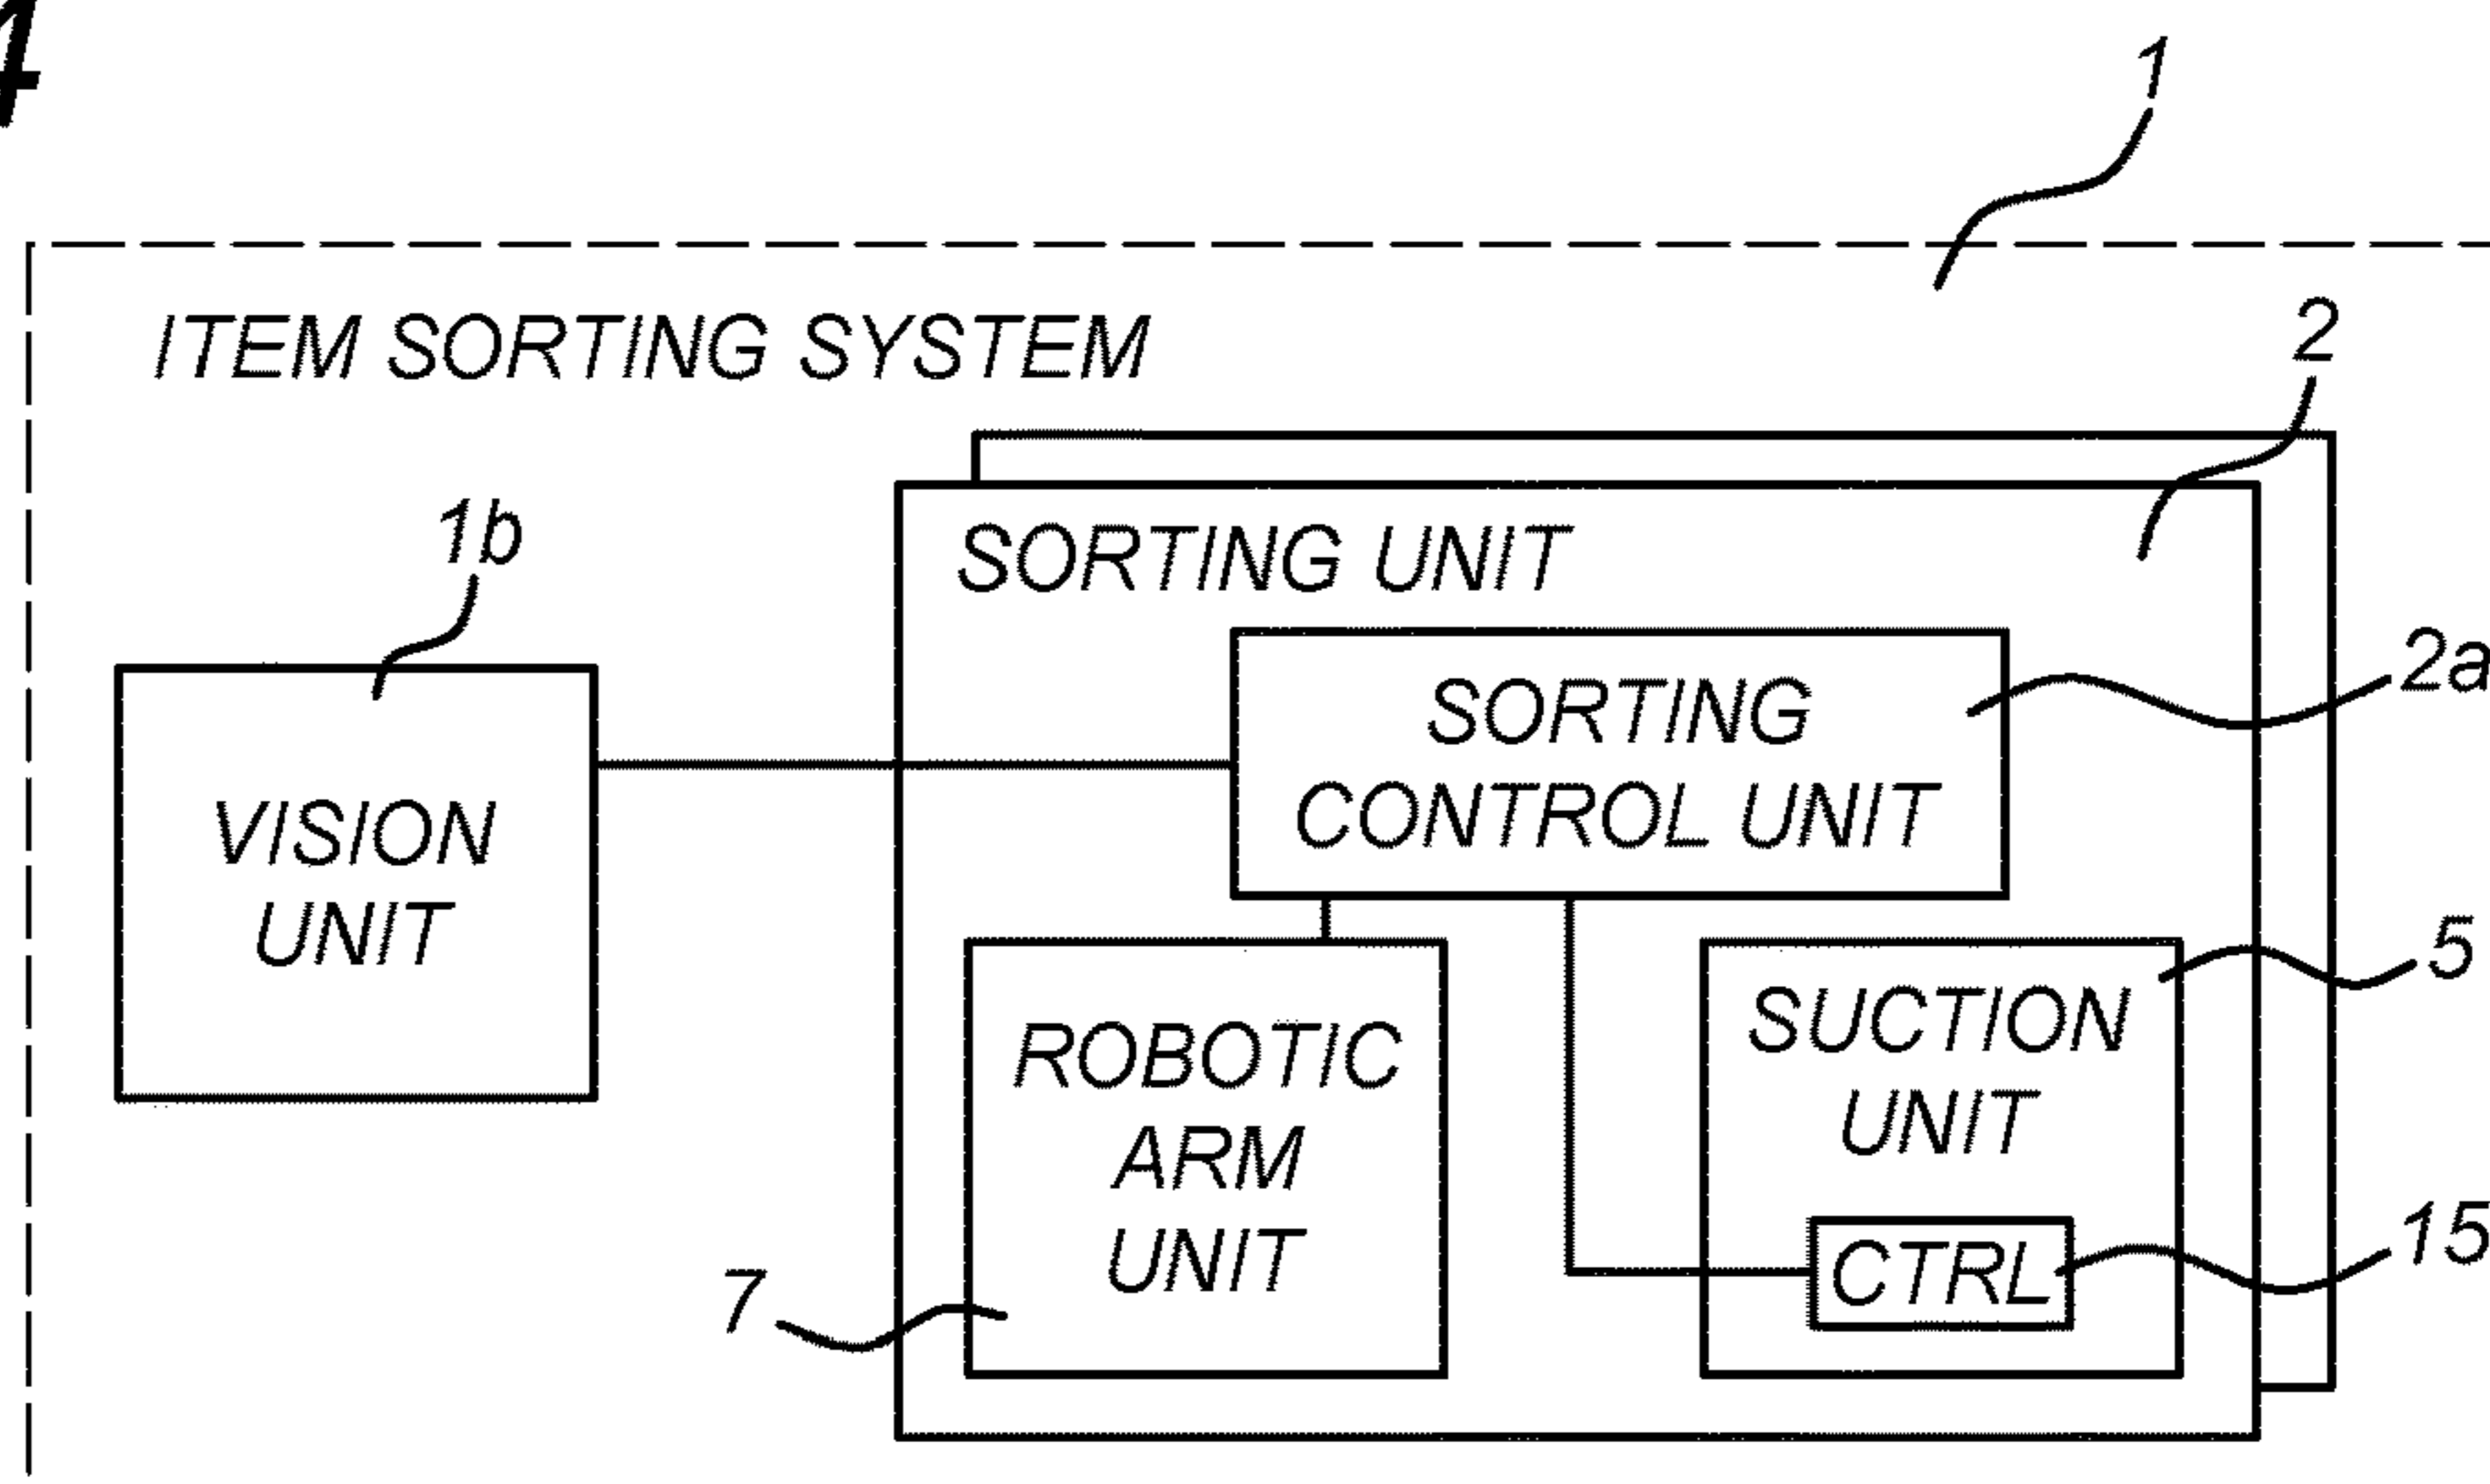 4
1
ITEM SORTING SYSTEM
2
1b
SORTING UNIT
2a
SORTING
CONTROL UNIT
VISION
UNIT
5
SUCTION
UNIT
ROBOTIC
ARM
UNIT
15
CTRL
7